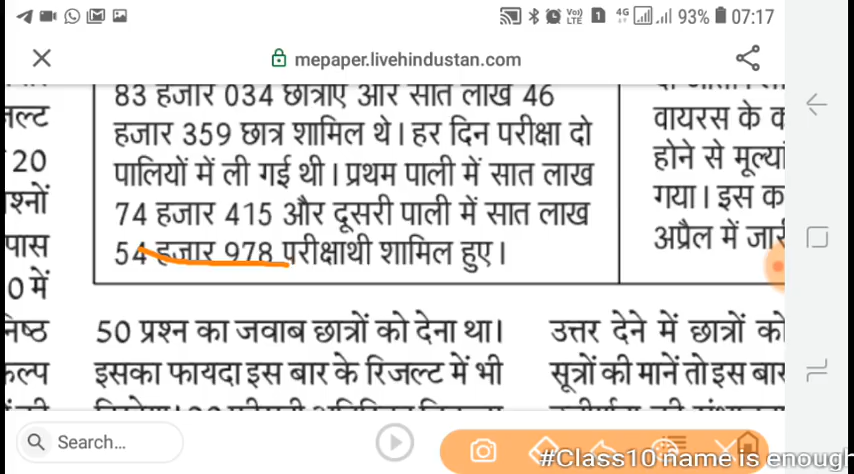 93% 07:17
mepaper.livehindustan.com
83 हजार 034 छात्राएं और सात लाख 46
हजार 359 छात्र शामिल थे। हर दिन परीक्षा दो
पालियों में ली गई थी। प्रथम पाली में सात लाख
74 हजार 415 और दूसरी पाली में सात लाख
54 हजार 978 परीक्षार्थी शामिल हुए।
20
पास
0 में
वायरस के
होने से
गया। इस
अप्रैल में
50 प्रश्न का जवाब छात्रों को देना था।
इसका फायदा इस बार के रिजल्ट में भी
उत्तर देने में छात्रों को
सूत्रों की मानें तो इस बार
Search...
#Class10 name is enough